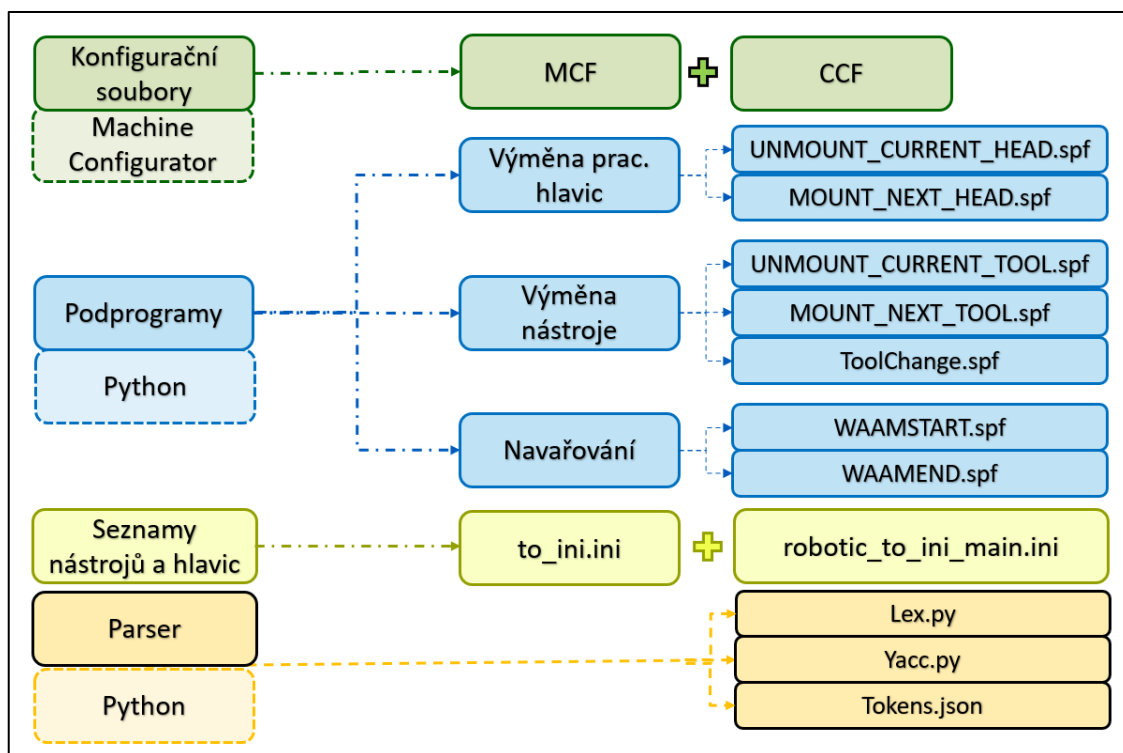 Konfigurační
soubory
MCF
CCF
Machine
Configurator
Výměna prac.
hlavic
UNMOUNT_CURRENT_HEAD.spf
MOUNT_NEXT_HEAD.spf
Podprogramy
Python
Výměna
nástroje
UNMOUNT_CURRENT_TOOL.spf
MOUNT_NEXT_TOOL.spf
ToolChange.spf
Navařování
WAAMSTART.spf
WAAMEND.spf
Seznamy
nástrojů a hlavic
to_ini.ini
robotic_to_ini_main.ini
Parser
Python
Lex.py
Yacc.py
Tokens.json